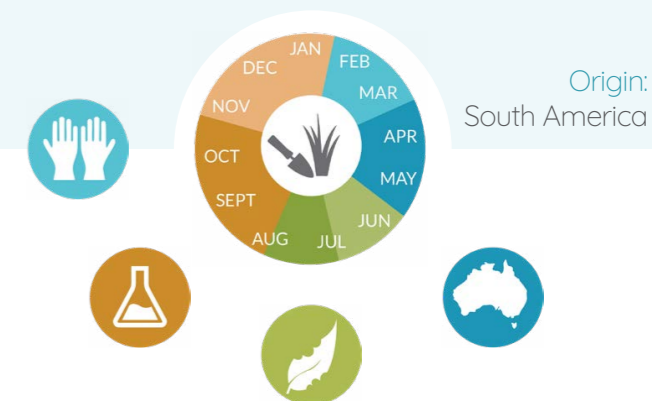 JAN
FEB
MAR
APR
MAY
JUN
JUL
AUG
SEPT
OCT
NOV
DEC
Origin:
South America